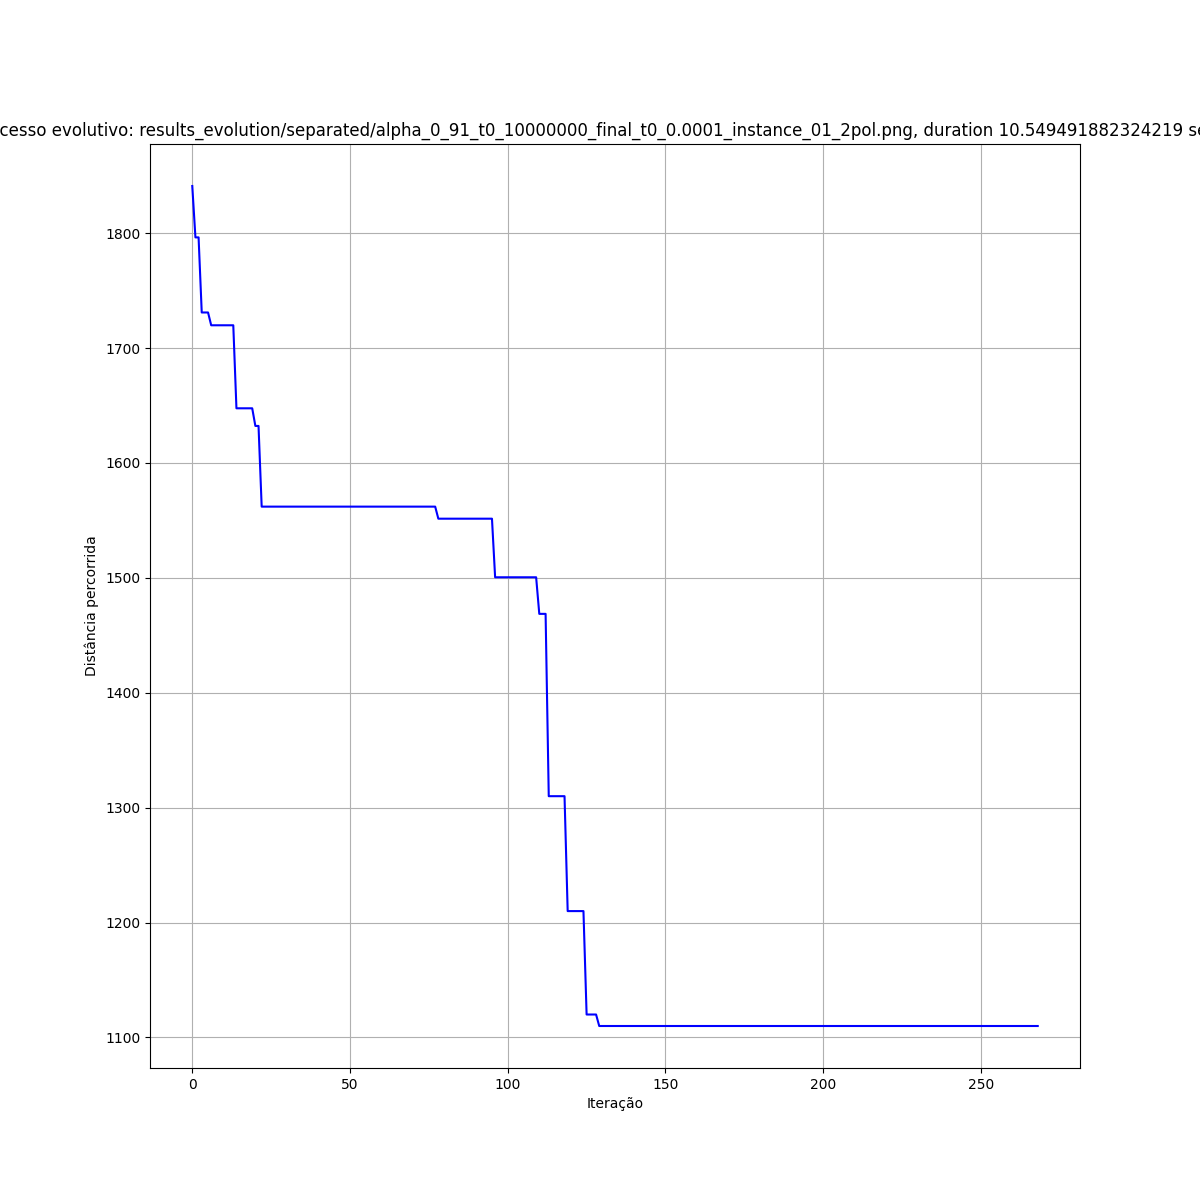 cesso evolutivo: results_evolution/separated/alpha_0_91_t0_10000000_final_t0_0.0001_instance_01_2pol.png, duration 10.549491882324219 se
1800
1700
1600
1500
1400
1300
1200
1100
Distância percorrida
0 50 100 150 200 250
Iteração